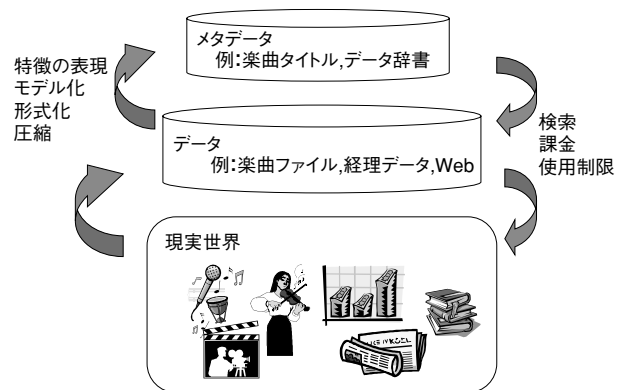 メタデータ
例：楽曲タイトル,データ辞書
特徴の表現
モデル化
形式化
圧縮
データ
例：楽曲ファイル,経理データ,Web
検索
課金
使用制限
現実世界